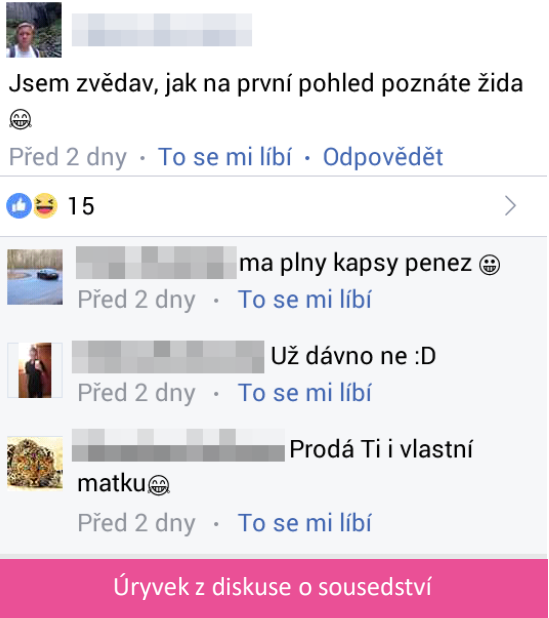 Jsem zvědav, jak na první pohled poznáte žida
😁
Před 2 dny · To se mi líbí · Odpovědět
15
ma plny kapsy penez 😀
Před 2 dny · To se mi líbí
Už dávno ne :D
Před 2 dny · To se mi líbí
Prodá Ti i vlastní
matku😁
Před 2 dny · To se mi líbí
Úryvek z diskuse o sousedství